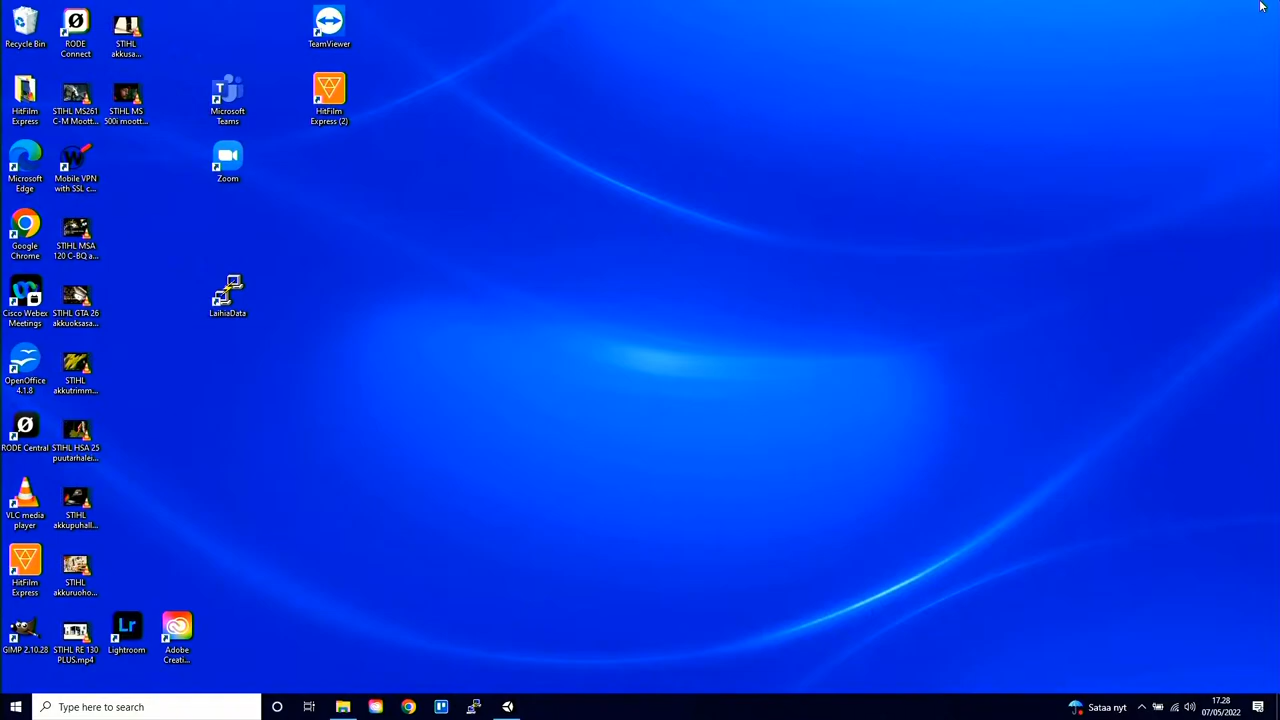 Recycle Bin
RODE Connect
STIHL akkusa...
TeamViewer
HitFilm Express
STIHL MS261 C-M Moott...
STIHL MS 500i moott...
Microsoft Teams
HitFilm Express (2)
Microsoft Edge
Mobile VPN with SSL c...
Zoom
Google Chrome
STIHL MSA 120 C-BQ a...
Cisco Webex Meetings
STIHL GTA 26 akkuoksasa...
LaihiaData
OpenOffice 4.1.8
STIHL akkutrimm...
RODE Central
STIHL HSA 25 puutarhalei...
VLC media player
STIHL akkupuhall...
HitFilm Express
STIHL akkuruoho...
GIMP 2.10.28
STIHL RE 130 PLUS.mp4
Lr
Lightroom
Adobe Creati...
Type here to search
Sataa nyt
17.28
07/05/2022